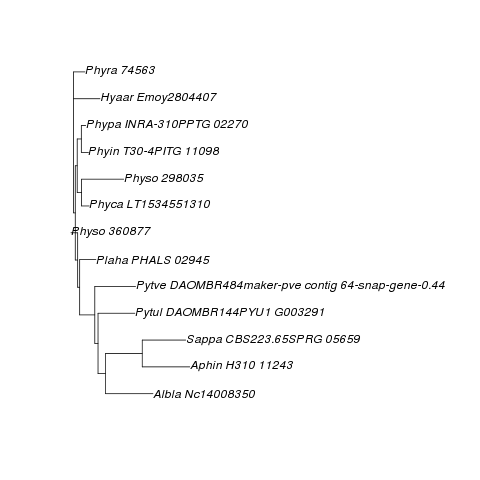 Phyra 74563
Hyaar Emoy2804407
Phypa INRA-310PPTG 02270
Phyin T30-4PITG 11098
Physo 298035
Phyca LT1534551310
Physo 360877
Plaha PHALS 02945
Pytve DAOMBR484maker-pve contig 64-snap-gene-0.44
Pytul DAOMBR144PYU1 G003291
Sappa CBS223.65SPRG 05659
Aphin H310 11243
Albla Nc14008350